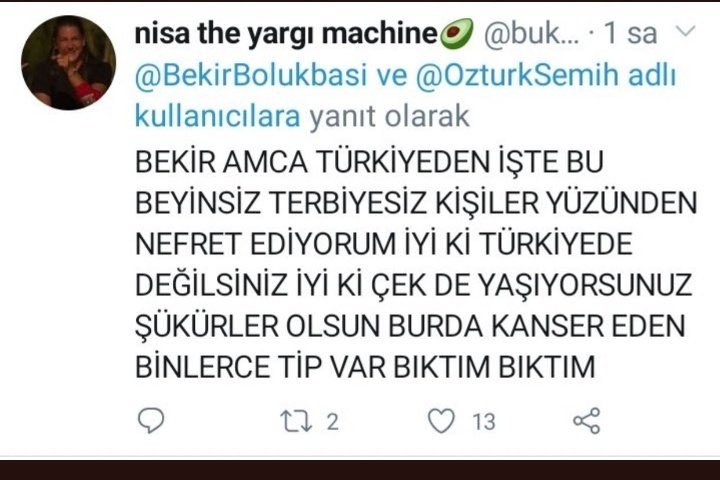 nisa the yargı machine🥑 @buk... · 1 sa
@BekirBolukbasi ve @OzturkSemih adlı
kullanıcılara yanıt olarak
BEKİR AMCA TÜRKİYEDEN İŞTE BU
BEYİNSİZ TERBİYESİZ KİŞİLER YÜZÜNDEN
NEFRET EDİYORUM İYİ Kİ TÜRKİYEDE
DEĞİLSİNİZ İYİ Kİ ÇEK DE YAŞIYORSUNUZ
ŞÜKÜRLER OLSUN BURDA KANSER EDEN
BİNLERCE TİP VAR BIKTIM BIKTIM
2 13